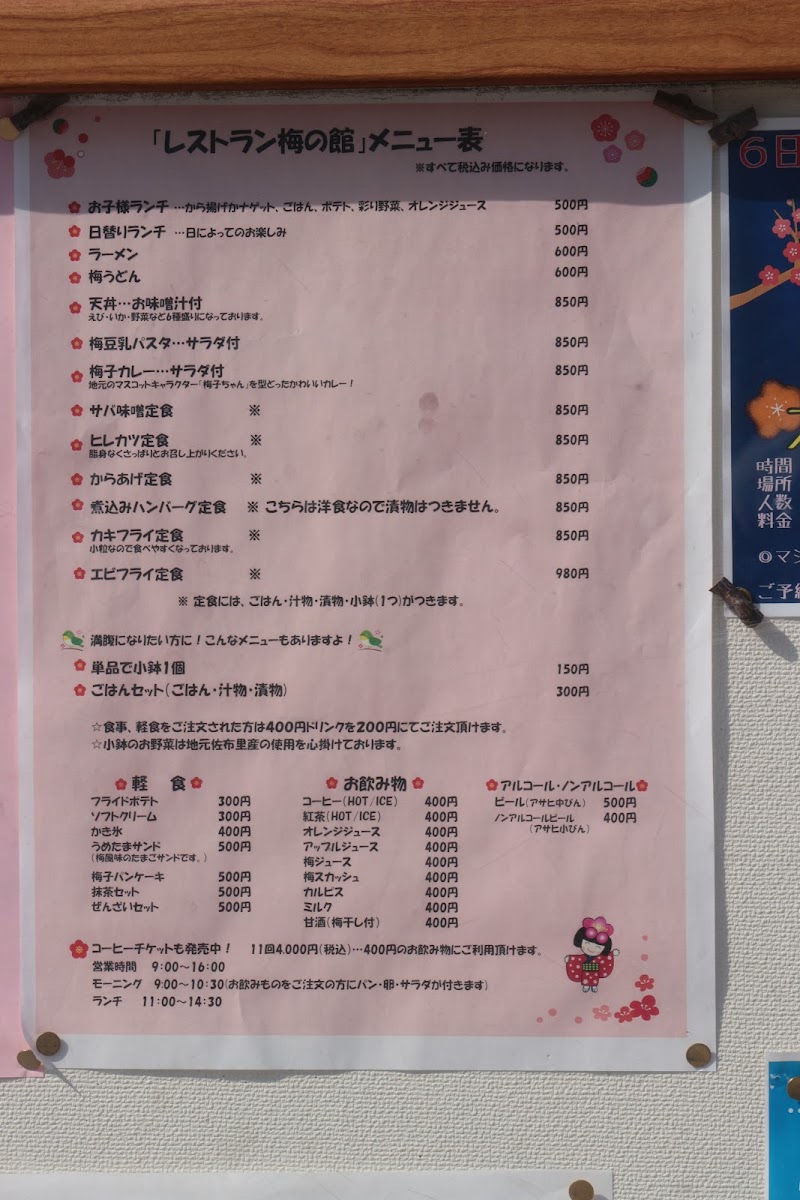 「レストラン梅の館」メニュー表
※すべて税込み価格になります。
お子様ランチ …から揚げかナゲット、ごはん、ポテト、彩り野菜、オレンジジュース 500円
日替りランチ …日によってのお楽しみ 500円
ラーメン 600円
梅うどん 600円
天丼…お味噌汁付 850円
えび・いか・野菜など6種盛りになっております。
梅豆乳パスタ…サラダ付 850円
梅子カレー…サラダ付 850円
地元のマスコットキャラクター「梅子ちゃん」を型どったかわいいカレー！
サバ味噌定食 ※ 850円
ヒレカツ定食 ※ 850円
脂身なくさっぱりとお召し上がりください。
からあげ定食 ※ 850円
煮込みハンバーグ定食 ※ こちらは洋食なので漬物はつきません。 850円
カキフライ定食 ※ 850円
小粒なので食べやすくなっております。
エビフライ定食 ※ 980円
※ 定食には、ごはん・汁物・漬物・小鉢(1つ)がつきます。
満腹になりたい方に！こんなメニューもありますよ！
単品で小鉢1個 150円
ごはんセット(ごはん・汁物・漬物) 300円
☆食事、軽食をご注文された方は400円ドリンクを200円にてご注文頂けます。
☆小鉢のお野菜は地元佐布里産の使用を心掛けております。
軽 食
フライドポテト 300円
ソフトクリーム 300円
かき氷 400円
うめたまサンド 500円
(梅風味のたまごサンドです。)
梅子パンケーキ 500円
抹茶セット 500円
ぜんざいセット 500円
お飲み物
コーヒー(HOT/ICE) 400円
紅茶(HOT/ICE) 400円
オレンジジュース 400円
アップルジュース 400円
梅ジュース 400円
梅スカッシュ 400円
カルピス 400円
ミルク 400円
甘酒(梅干し付) 400円
アルコール・ノンアルコール
ビール(アサヒ中びん) 500円
ノンアルコールビール 400円
(アサヒ小びん)
コーヒーチケットも発売中！ 11回4.000円(税込)…400円のお飲み物にご利用頂けます。
営業時間 9:00〜16:00
モーニング 9:00〜10:30(お飲みものをご注文の方にパン・卵・サラダが付きます)
ランチ 11:00〜14:30
6日
時間
場所
人数
料金
◎マジ
ご予約